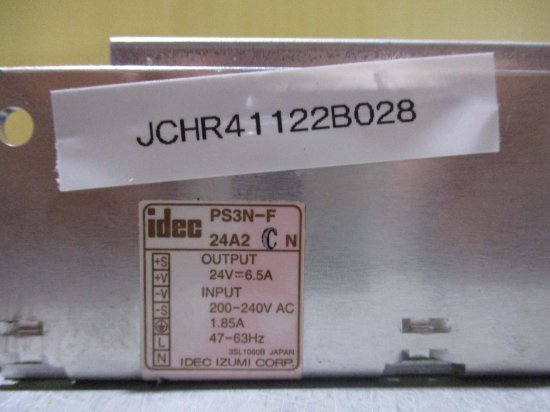 JCHR41122B028
idec PS3N-F
24A2 C N
+S OUTPUT
+V 24V⎓6.5A
-V INPUT
-S 200-240V AC
⏚ 1.85A
L 47-63Hz
N 3SL1060B JAPAN
IDEC IZUMI CORP.